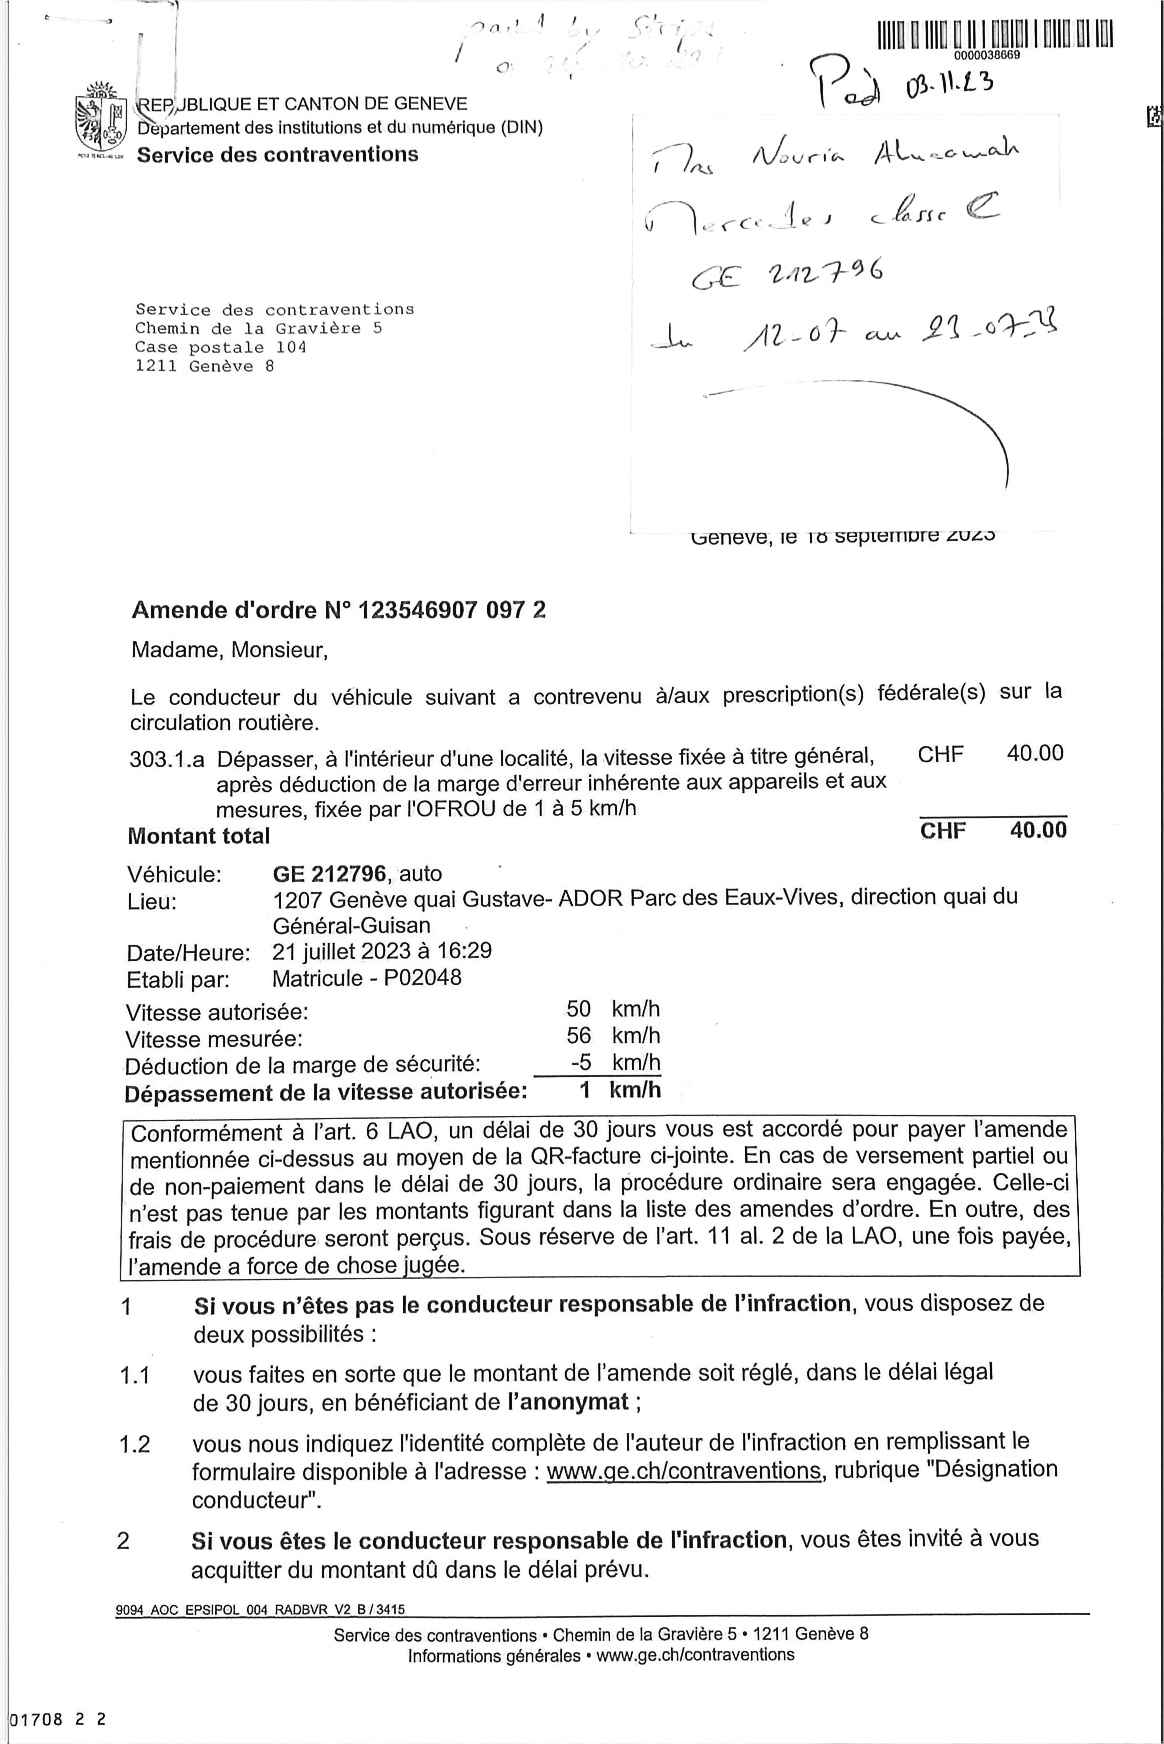 paid by Stripe
0000038669
Paid 03.11.23
REPUBLIQUE ET CANTON DE GENEVE
Département des institutions et du numérique (DIN)
Service des contraventions
Mrs Nouria
Mercedes classe C
GE 212796
du 12-07 au 23-07-23
Service des contraventions
Chemin de la Gravière 5
Case postale 104
1211 Genève 8
Genève, le 18 septembre 2023
Amende d'ordre N° 123546907 097 2
Madame, Monsieur,
Le conducteur du véhicule suivant a contrevenu à/aux prescription(s) fédérale(s) sur la
circulation routière.
303.1.a Dépasser, à l'intérieur d'une localité, la vitesse fixée à titre général, CHF 40.00
après déduction de la marge d'erreur inhérente aux appareils et aux
mesures, fixée par l'OFROU de 1 à 5 km/h
Montant total CHF 40.00
Véhicule: GE 212796, auto
Lieu: 1207 Genève quai Gustave- ADOR Parc des Eaux-Vives, direction quai du
Général-Guisan
Date/Heure: 21 juillet 2023 à 16:29
Etabli par: Matricule - P02048
Vitesse autorisée: 50 km/h
Vitesse mesurée: 56 km/h
Déduction de la marge de sécurité: -5 km/h
Dépassement de la vitesse autorisée: 1 km/h
Conformément à l'art. 6 LAO, un délai de 30 jours vous est accordé pour payer l'amende
mentionnée ci-dessus au moyen de la QR-facture ci-jointe. En cas de versement partiel ou
de non-paiement dans le délai de 30 jours, la procédure ordinaire sera engagée. Celle-ci
n'est pas tenue par les montants figurant dans la liste des amendes d'ordre. En outre, des
frais de procédure seront perçus. Sous réserve de l'art. 11 al. 2 de la LAO, une fois payée,
l'amende a force de chose jugée.
1 Si vous n'êtes pas le conducteur responsable de l'infraction, vous disposez de
deux possibilités :
1.1 vous faites en sorte que le montant de l'amende soit réglé, dans le délai légal
de 30 jours, en bénéficiant de l'anonymat ;
1.2 vous nous indiquez l'identité complète de l'auteur de l'infraction en remplissant le
formulaire disponible à l'adresse : www.ge.ch/contraventions, rubrique "Désignation
conducteur".
2 Si vous êtes le conducteur responsable de l'infraction, vous êtes invité à vous
acquitter du montant dû dans le délai prévu.
9094 AOC EPSIPOL 004 RADBVR V2 B / 3415
Service des contraventions • Chemin de la Gravière 5 • 1211 Genève 8
Informations générales • www.ge.ch/contraventions
01708 2 2